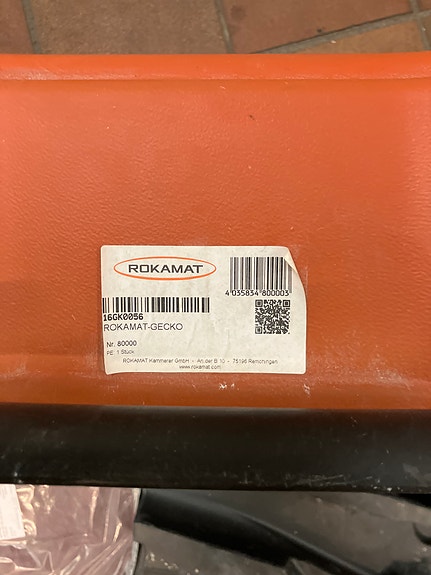 ROKAMAT
4 035834 800003
16GK0056
ROKAMAT-GECKO
Nr. 80000
PE: 1 Stück
ROKAMAT Kammerer GmbH - An der B 10 - 75196 Remchingen
www.rokamat.com